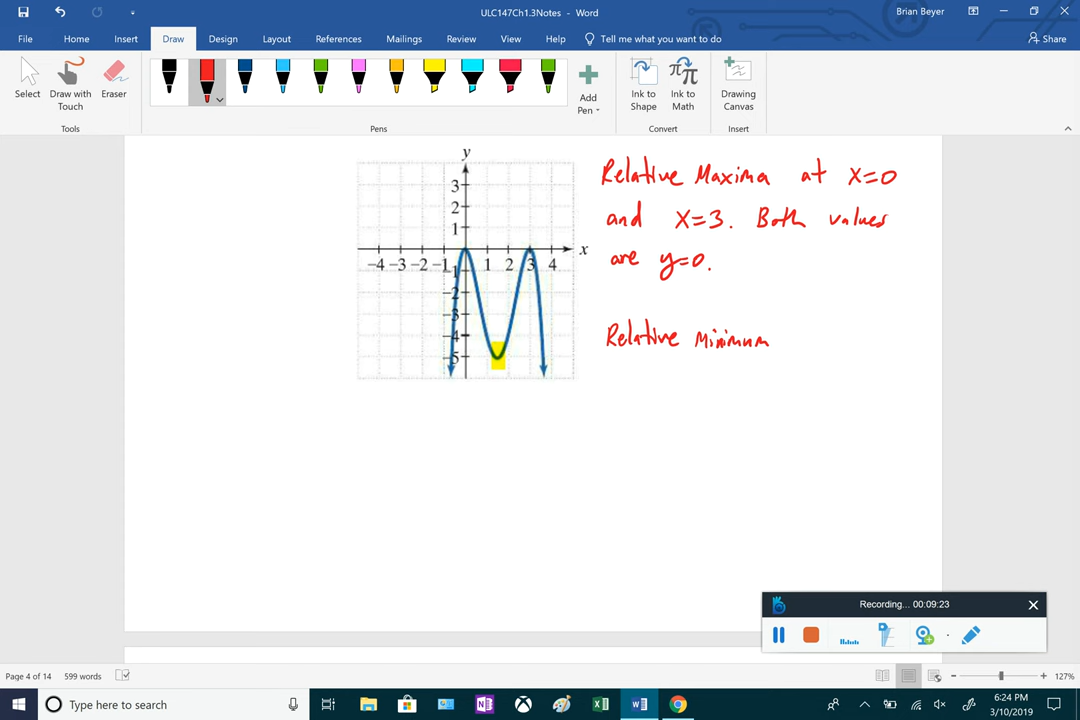 ULC147Ch1.3Notes - Word
Brian Beyer
File Home Insert Draw Design Layout References Mailings Review View Help Tell me what you want to do Share
Select Draw with Touch Eraser Add Pen Ink to Shape Ink to Math Drawing Canvas
Tools Pens Convert Insert
y
3
2
1
x
-4 -3 -2 -1 1 2 3 4
-1
-2
-3
-4
-5
Relative Maxima at x=0
and x=3. Both values
are y=0.
Relative Minimum
Recording... 00:09:23
Page 4 of 14 599 words 127%
Type here to search
6:24 PM
3/10/2019